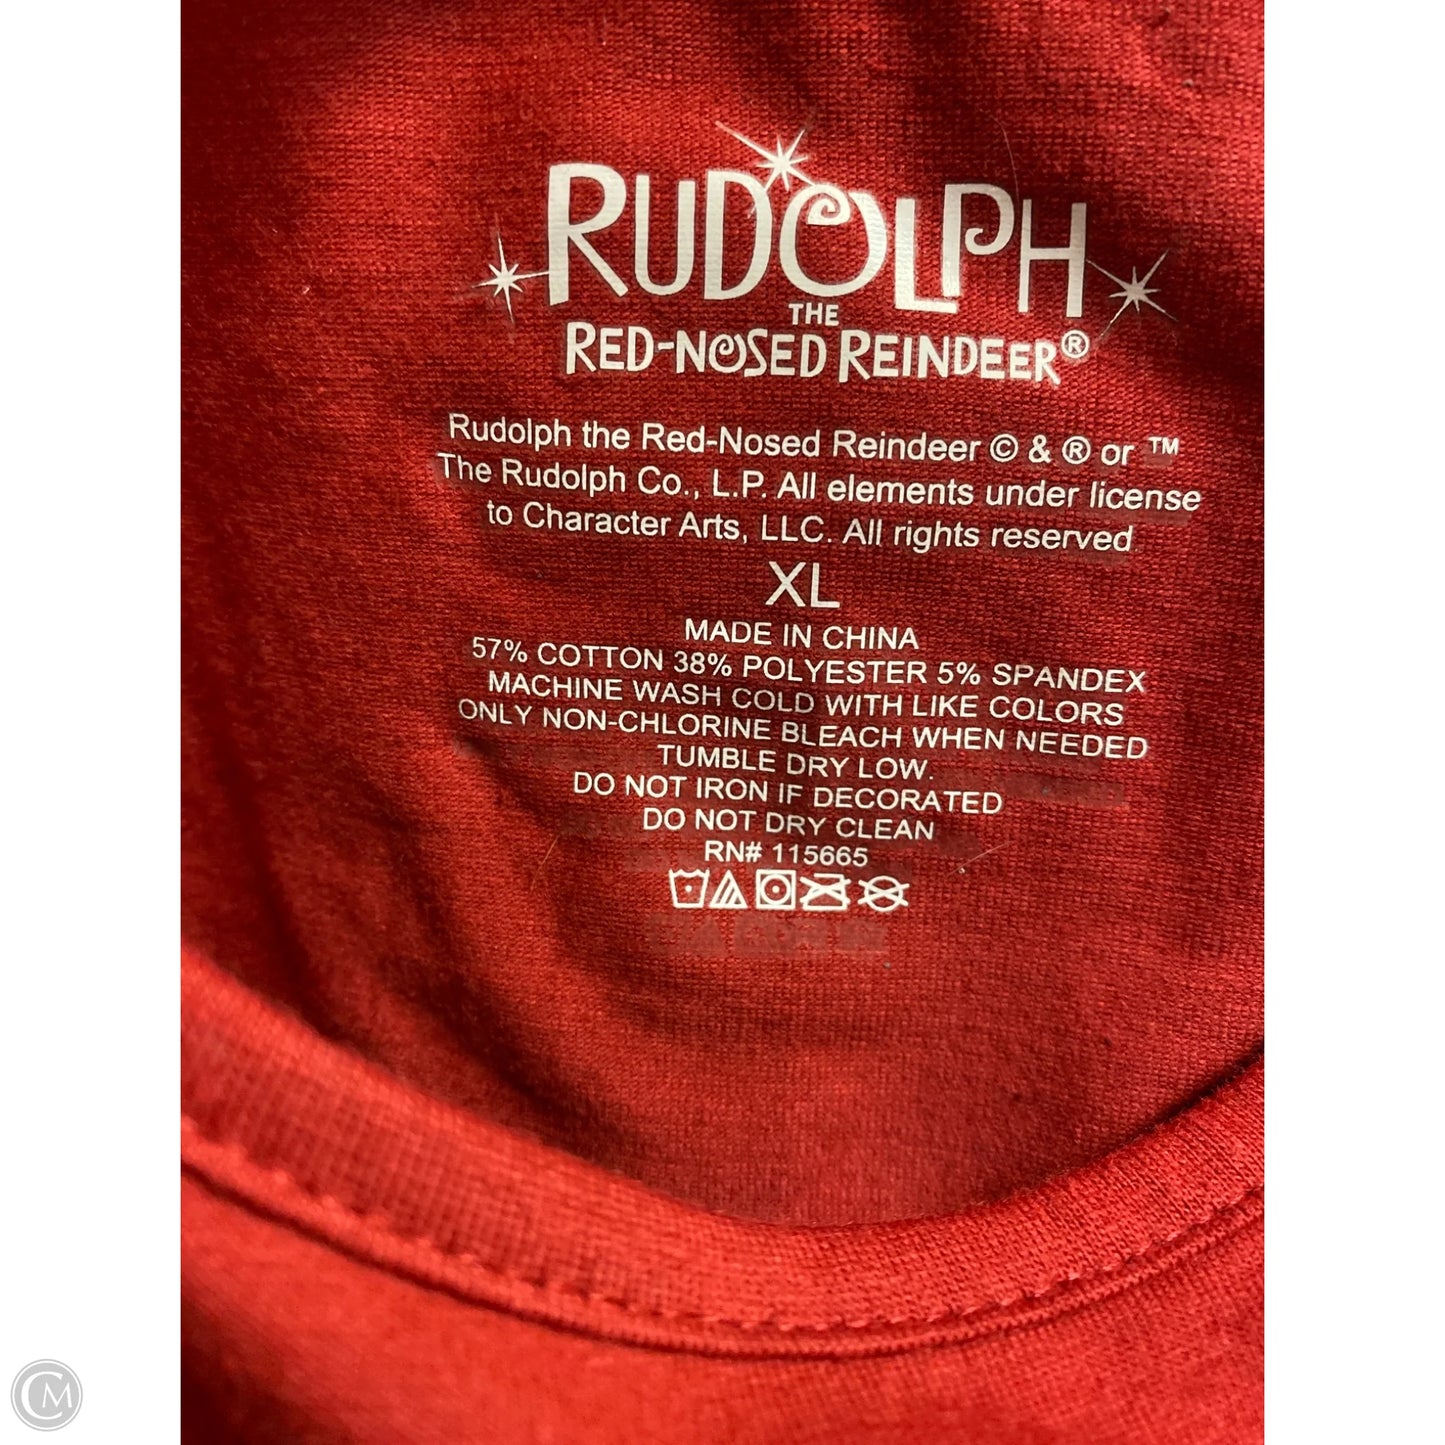 RUDOLPH
THE
RED-NOSED REINDEER®
Rudolph the Red-Nosed Reindeer © & ® or ™
The Rudolph Co., L.P. All elements under license
to Character Arts, LLC. All rights reserved.
XL
MADE IN CHINA
57% COTTON 38% POLYESTER 5% SPANDEX
MACHINE WASH COLD WITH LIKE COLORS
ONLY NON-CHLORINE BLEACH WHEN NEEDED
TUMBLE DRY LOW.
DO NOT IRON IF DECORATED
DO NOT DRY CLEAN
RN# 115665
CM